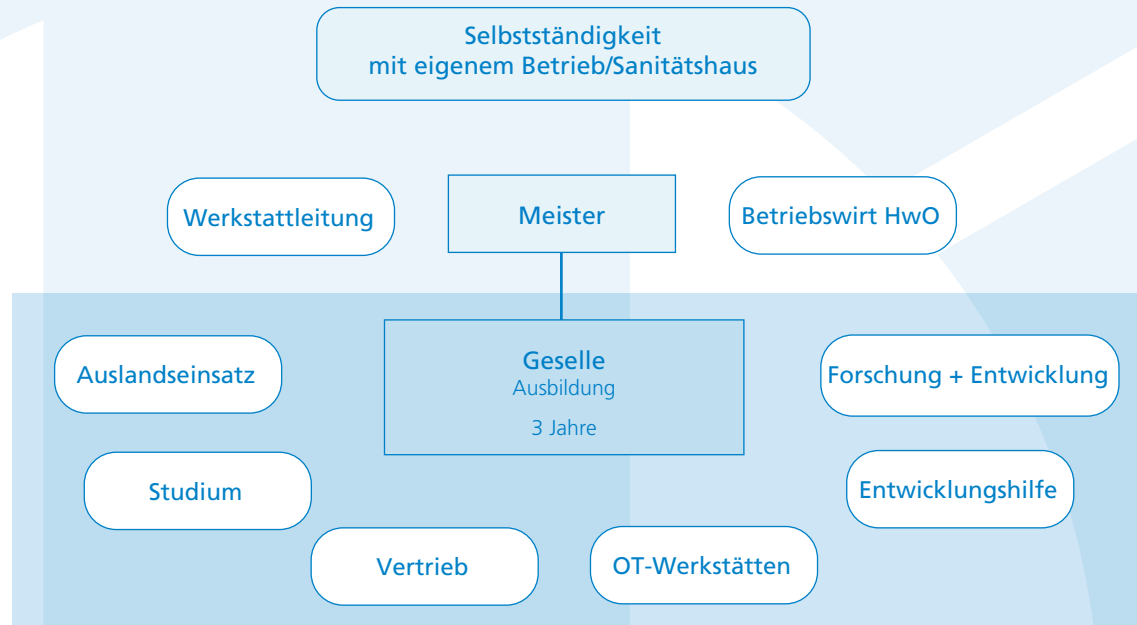 Selbstständigkeit
mit eigenem Betrieb/Sanitätshaus
Werkstattleitung
Meister
Betriebswirt HwO
Geselle
Ausbildung
3 Jahre
Auslandseinsatz
Forschung + Entwicklung
Studium
Entwicklungshilfe
Vertrieb
OT-Werkstätten